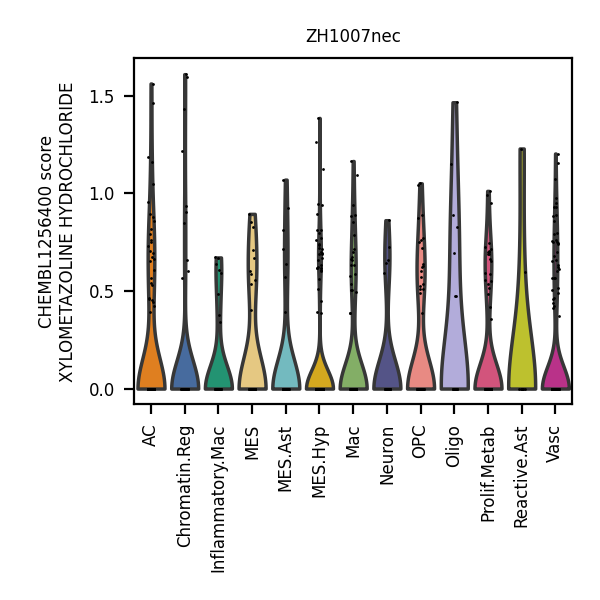 ZH1007nec
CHEMBL1256400 score
XYLOMETAZOLINE HYDROCHLORIDE
1.5
1.0
0.5
0.0
AC
Chromatin.Reg
Inflammatory.Mac
MES
MES.Ast
MES.Hyp
Mac
Neuron
OPC
Oligo
Prolif.Metab
Reactive.Ast
Vasc